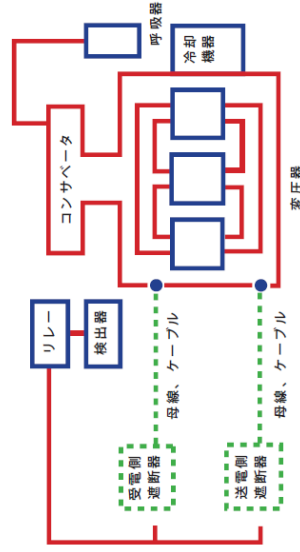 呼吸器
冷却
機器
コンサベータ
変圧器
リレー
検出器
母線、ケーブル
母線、ケーブル
受電側
遮断器
送電側
遮断器